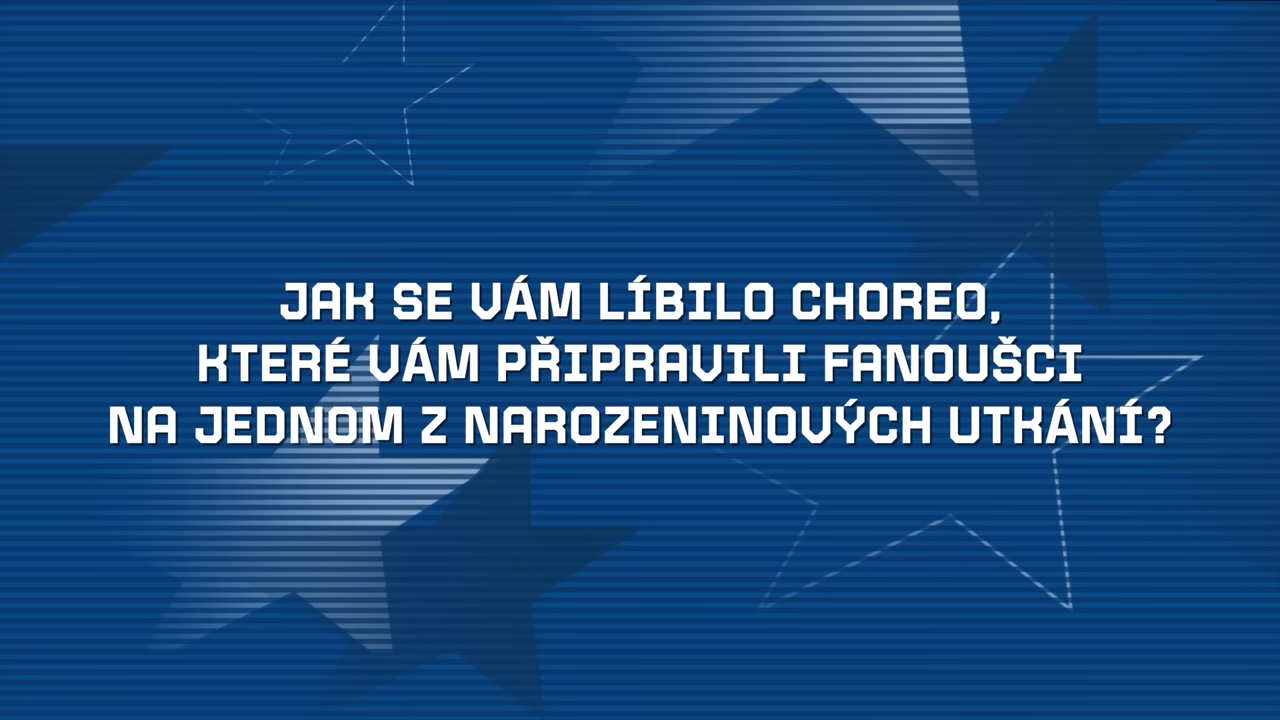 JAK SE VÁM LÍBILO CHOREO,
KTERÉ VÁM PŘIPRAVILI FANOUŠCI
NA JEDNOM Z NAROZENINOVÝCH UTKÁNÍ?